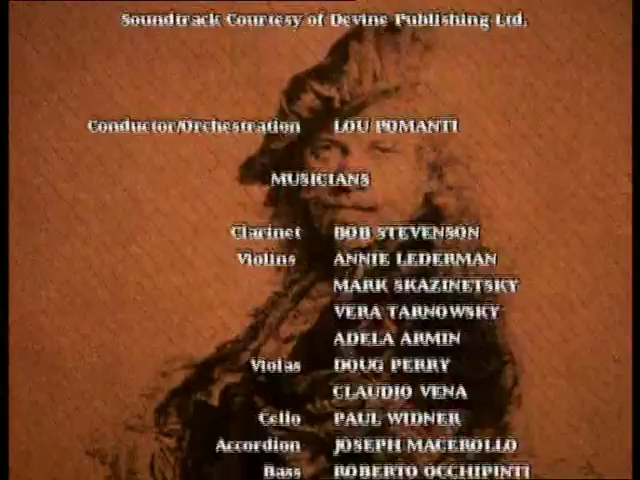 Soundtrack Courtesy of Devine Publishing Ltd.
Conductor/Orchestration LOU POMANTI
MUSICIANS
Clarinet BOB STEVENSON
Violins ANNIE LEDERMAN
MARK SKAZINETSKY
VERA TARNOWSKY
ADELA ARMIN
Violas DOUG PERRY
CLAUDIO VENA
Cello PAUL WIDNER
Accordion JOSEPH MACEROLLO
Bass ROBERTO OCCHIPINTI